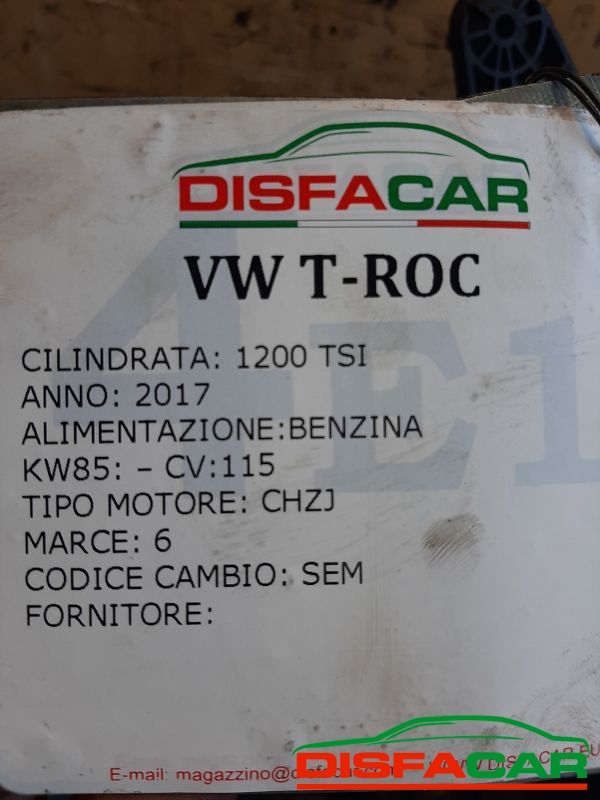 DISFACAR
VW T-ROC
CILINDRATA: 1200 TSI
ANNO: 2017
ALIMENTAZIONE:BENZINA
KW85: – CV:115
TIPO MOTORE: CHZJ
MARCE: 6
CODICE CAMBIO: SEM
FORNITORE:
E-mail: magazzino@disfacar
DISFACAR